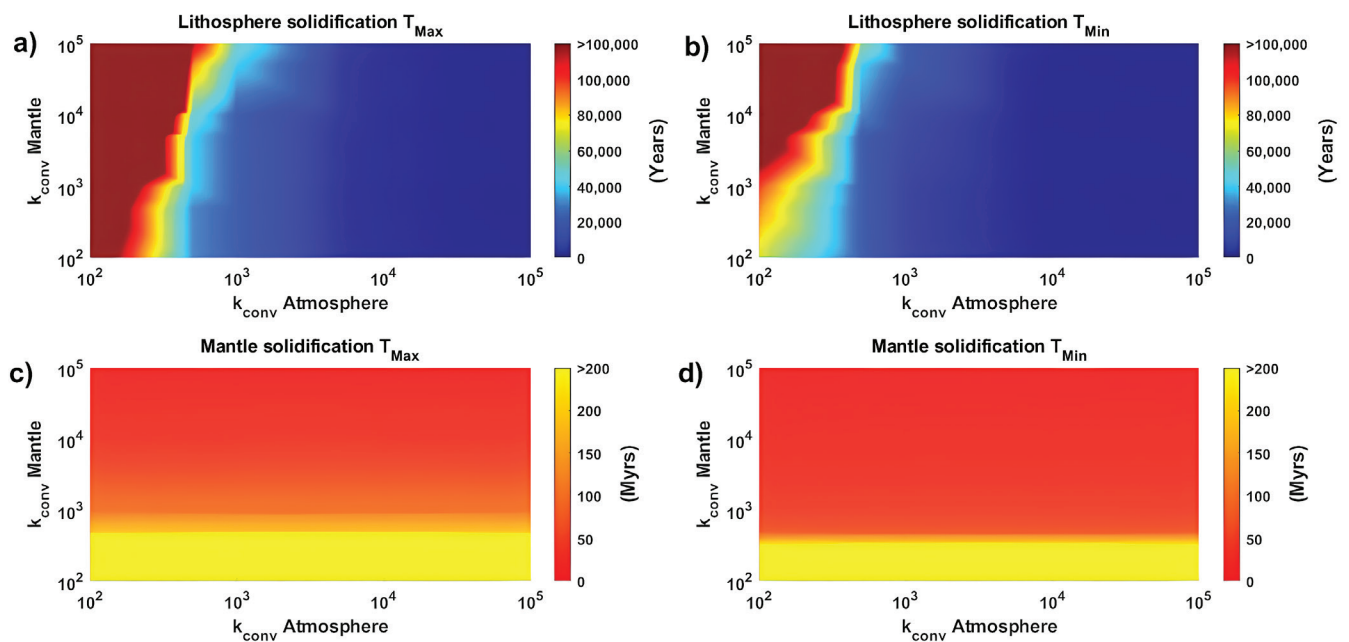 Lithosphere solidification T_Max
a)
10^5
10^4
10^3
10^2
k_conv Mantle
10^2 10^3 10^4 10^5
k_conv Atmosphere
>100,000
80,000
60,000
40,000
20,000
0
(Years)
Lithosphere solidification T_Min
b)
10^5
10^4
10^3
10^2
k_conv Mantle
10^2 10^3 10^4 10^5
k_conv Atmosphere
>100,000
80,000
60,000
40,000
20,000
0
(Years)
Mantle solidification T_Max
c)
10^5
10^4
10^3
10^2
k_conv Mantle
10^2 10^3 10^4 10^5
k_conv Atmosphere
>200
150
100
50
0
(Myrs)
Mantle solidification T_Min
d)
10^5
10^4
10^3
10^2
k_conv Mantle
10^2 10^3 10^4 10^5
k_conv Atmosphere
>200
150
100
50
0
(Myrs)